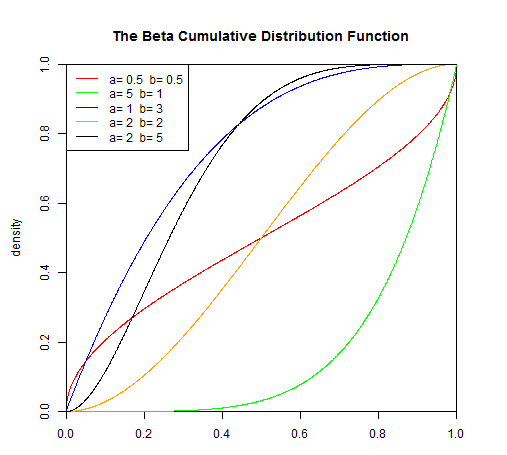 The Beta Cumulative Distribution Function
density
1.0
0.8
0.6
0.4
0.2
0.0
a= 0.5 b= 0.5
a= 5 b= 1
a= 1 b= 3
a= 2 b= 2
a= 2 b= 5
0.0 0.2 0.4 0.6 0.8 1.0